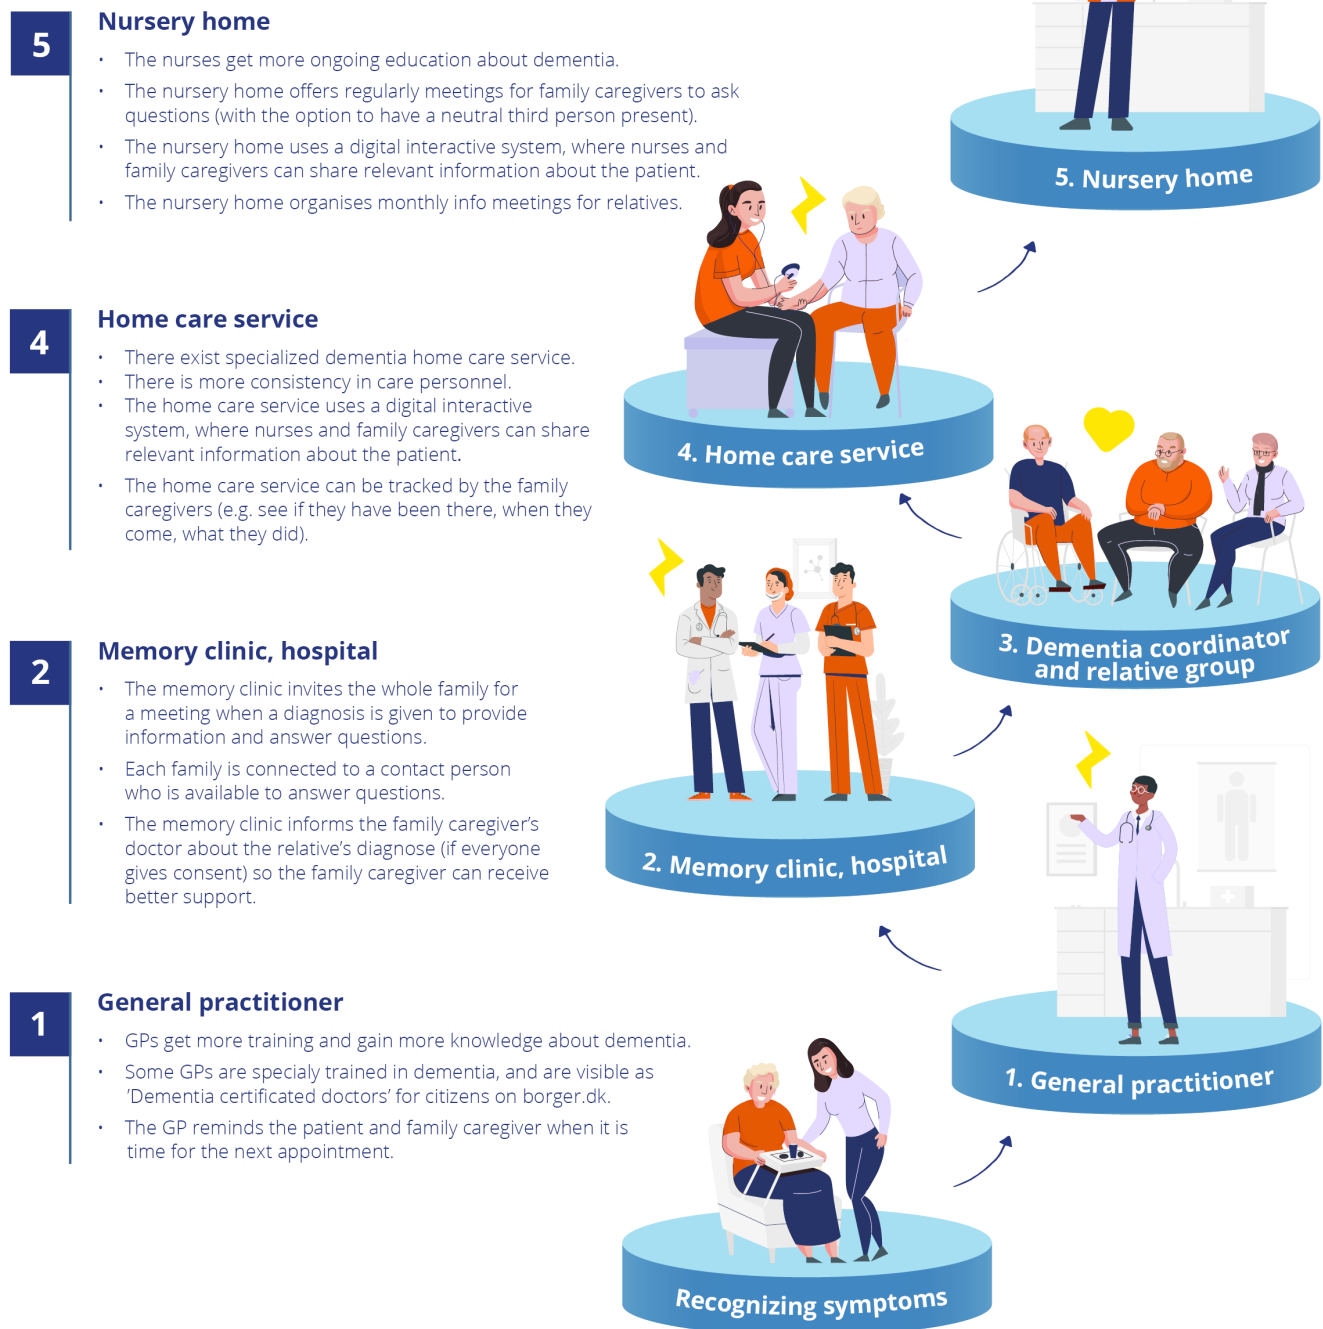 5
Nursery home
• The nurses get more ongoing education about dementia.
• The nursery home offers regularly meetings for family caregivers to ask
questions (with the option to have a neutral third person present).
• The nursery home uses a digital interactive system, where nurses and
family caregivers can share relevant information about the patient.
• The nursery home organises monthly info meetings for relatives.
5. Nursery home
4
Home care service
• There exist specialized dementia home care service.
• There is more consistency in care personnel.
• The home care service uses a digital interactive
system, where nurses and family caregivers can share
relevant information about the patient.
• The home care service can be tracked by the family
caregivers (e.g. see if they have been there, when they
come, what they did).
4. Home care service
3. Dementia coordinator
and relative group
2
Memory clinic, hospital
• The memory clinic invites the whole family for
a meeting when a diagnosis is given to provide
information and answer questions.
• Each family is connected to a contact person
who is available to answer questions.
• The memory clinic informs the family caregiver’s
doctor about the relative’s diagnose (if everyone
gives consent) so the family caregiver can receive
better support.
2. Memory clinic, hospital
1
General practitioner
• GPs get more training and gain more knowledge about dementia.
• Some GPs are specialy trained in dementia, and are visible as
’Dementia certificated doctors’ for citizens on borger.dk.
• The GP reminds the patient and family caregiver when it is
time for the next appointment.
1. General practitioner
Recognizing symptoms